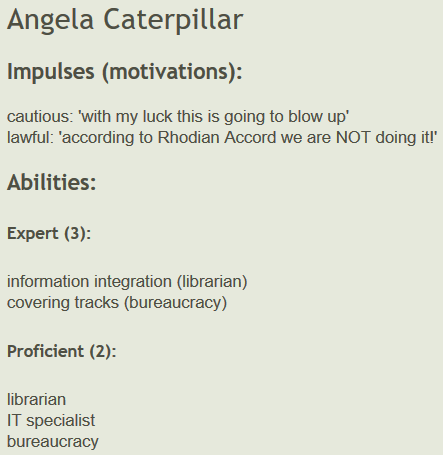 Angela Caterpillar
Impulses (motivations):
cautious: 'with my luck this is going to blow up'
lawful: 'according to Rhodian Accord we are NOT doing it!'
Abilities:
Expert (3):
information integration (librarian)
covering tracks (bureaucracy)
Proficient (2):
librarian
IT specialist
bureaucracy